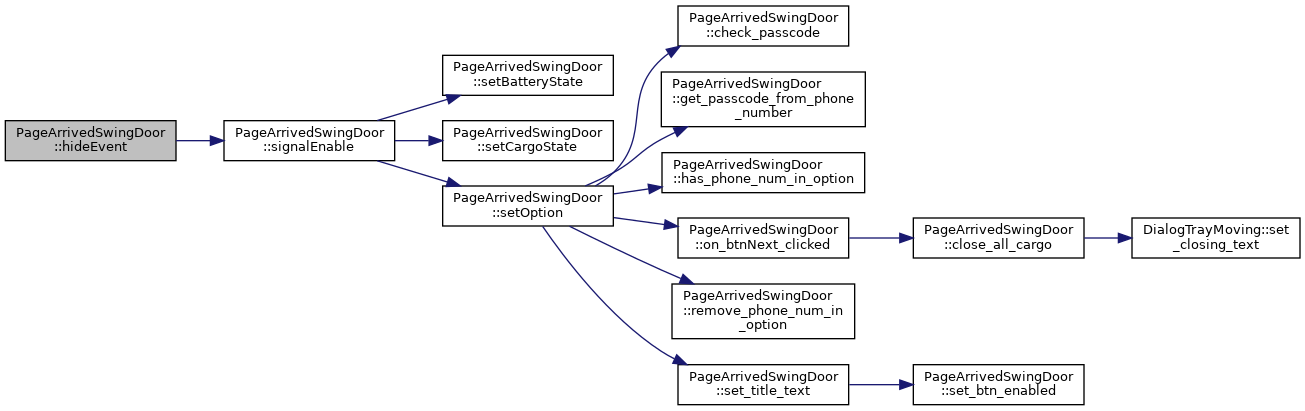 PageArrivedSwingDoor
::hideEvent
PageArrivedSwingDoor
::signalEnable
PageArrivedSwingDoor
::setBatteryState
PageArrivedSwingDoor
::setCargoState
PageArrivedSwingDoor
::setOption
PageArrivedSwingDoor
::check_passcode
PageArrivedSwingDoor
::get_passcode_from_phone
_number
PageArrivedSwingDoor
::has_phone_num_in_option
PageArrivedSwingDoor
::on_btnNext_clicked
PageArrivedSwingDoor
::close_all_cargo
DialogTrayMoving::set
_closing_text
PageArrivedSwingDoor
::remove_phone_num_in
_option
PageArrivedSwingDoor
::set_title_text
PageArrivedSwingDoor
::set_btn_enabled